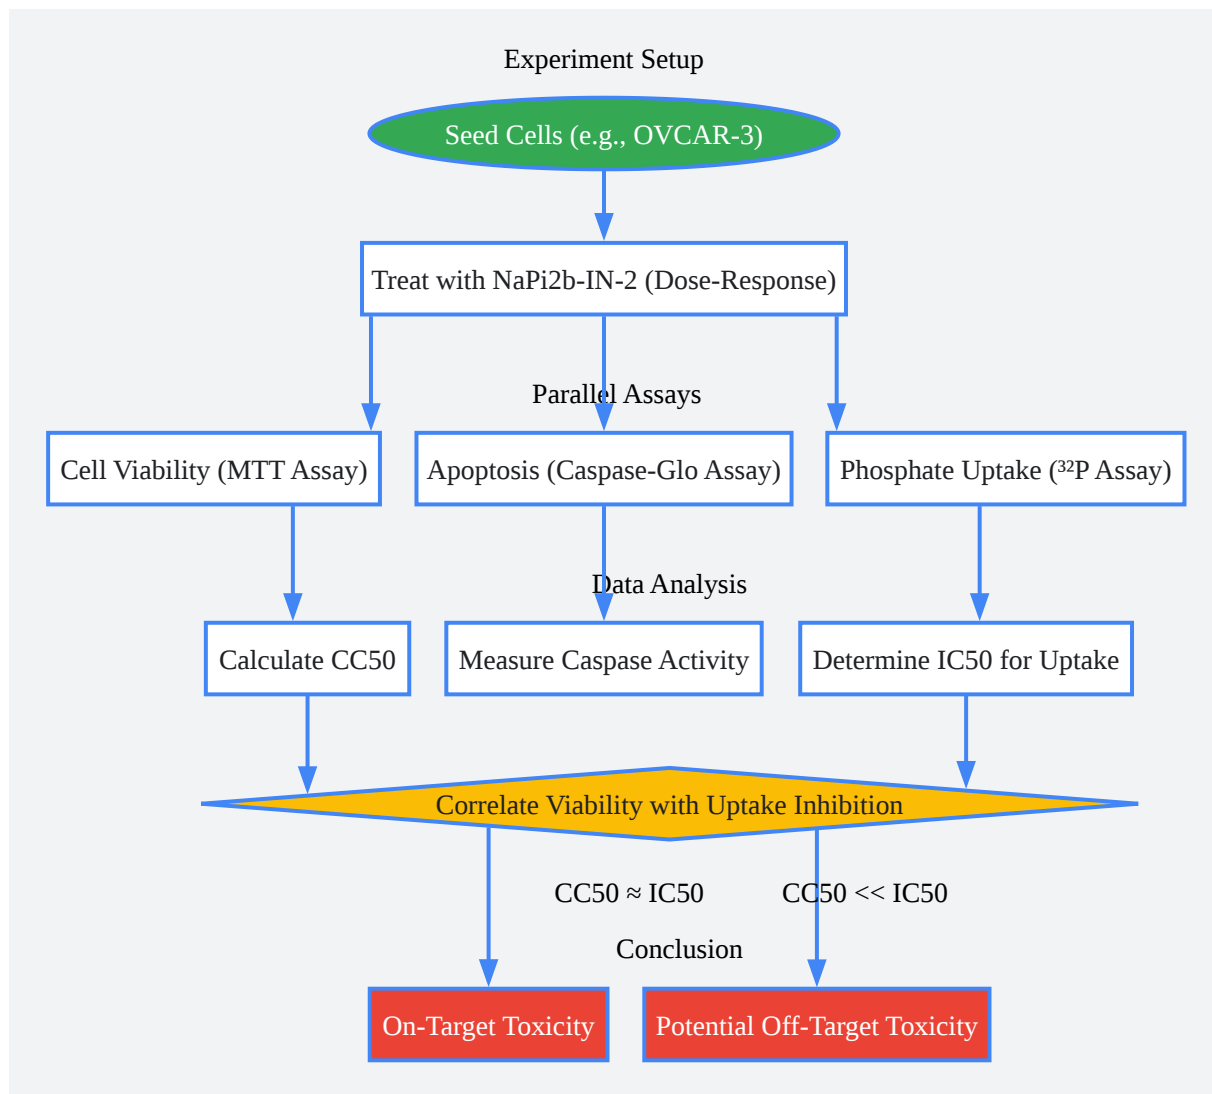 Experiment Setup
Seed Cells (e.g., OVCAR-3)
Treat with NaPi2b-IN-2 (Dose-Response)
Parallel Assays
Cell Viability (MTT Assay)
Apoptosis (Caspase-Glo Assay)
Phosphate Uptake (³²P Assay)
Data Analysis
Calculate CC50
Measure Caspase Activity
Determine IC50 for Uptake
Correlate Viability with Uptake Inhibition
CC50 ≈ IC50
CC50 << IC50
Conclusion
On-Target Toxicity
Potential Off-Target Toxicity